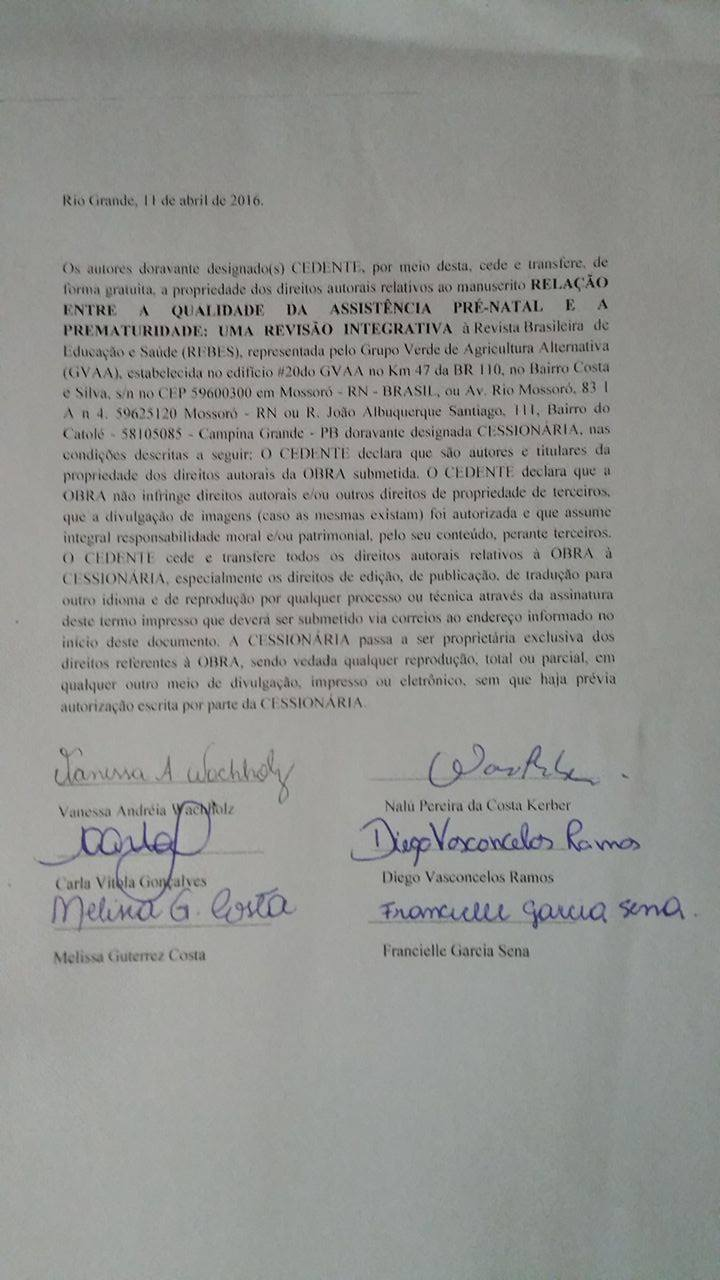 Rio Grande, 11 de abril de 2016.
Os autores doravante designado(s) CEDENTE, por meio desta, cede e transfere, de
forma gratuita, a propriedade dos direitos autorais relativos ao manuscrito RELAÇÃO
ENTRE A QUALIDADE DA ASSISTÊNCIA PRÉ-NATAL E A
PREMATURIDADE: UMA REVISÃO INTEGRATIVA à Revista Brasileira de
Educação e Saúde (REBES), representada pelo Grupo Verde de Agricultura Alternativa
(GVAA), estabelecida no edifício #20do GVAA no Km 47 da BR 110, no Bairro Costa
e Silva, s/n no CEP 59600300 em Mossoró - RN - BRASIL, ou Av. Rio Mossoró, 83 1
A n 4. 59625120 Mossoró - RN ou R. João Albuquerque Santiago, 111, Bairro do
Catolé - 58105085 - Campina Grande - PB doravante designada CESSIONÁRIA, nas
condições descritas a seguir: O CEDENTE declara que são autores e titulares da
propriedade dos direitos autorais da OBRA submetida. O CEDENTE declara que a
OBRA não infringe direitos autorais e/ou outros direitos de propriedade de terceiros,
que a divulgação de imagens (caso as mesmas existam) foi autorizada e que assume
integral responsabilidade moral e/ou patrimonial, pelo seu conteúdo, perante terceiros.
O CEDENTE cede e transfere todos os direitos autorais relativos à OBRA à
CESSIONÁRIA, especialmente os direitos de edição, de publicação, de tradução para
outro idioma e de reprodução por qualquer processo ou técnica através da assinatura
deste termo impresso que deverá ser submetido via correios ao endereço informado no
início deste documento. A CESSIONÁRIA passa a ser proprietária exclusiva dos
direitos referentes à OBRA, sendo vedada qualquer reprodução, total ou parcial, em
qualquer outro meio de divulgação, impresso ou eletrônico, sem que haja prévia
autorização escrita por parte da CESSIONÁRIA.
Vanessa A Wachholz
Vanessa Andréia Wachholz
Nalú Pereira da Costa Kerber
Carla
Diego Vasconcelos Ramos
Carla Vitola Gonçalves
Diego Vasconcelos Ramos
Melissa G. Costa
Francielle Garcia Sena.
Melissa Guterrez Costa
Francielle Garcia Sena